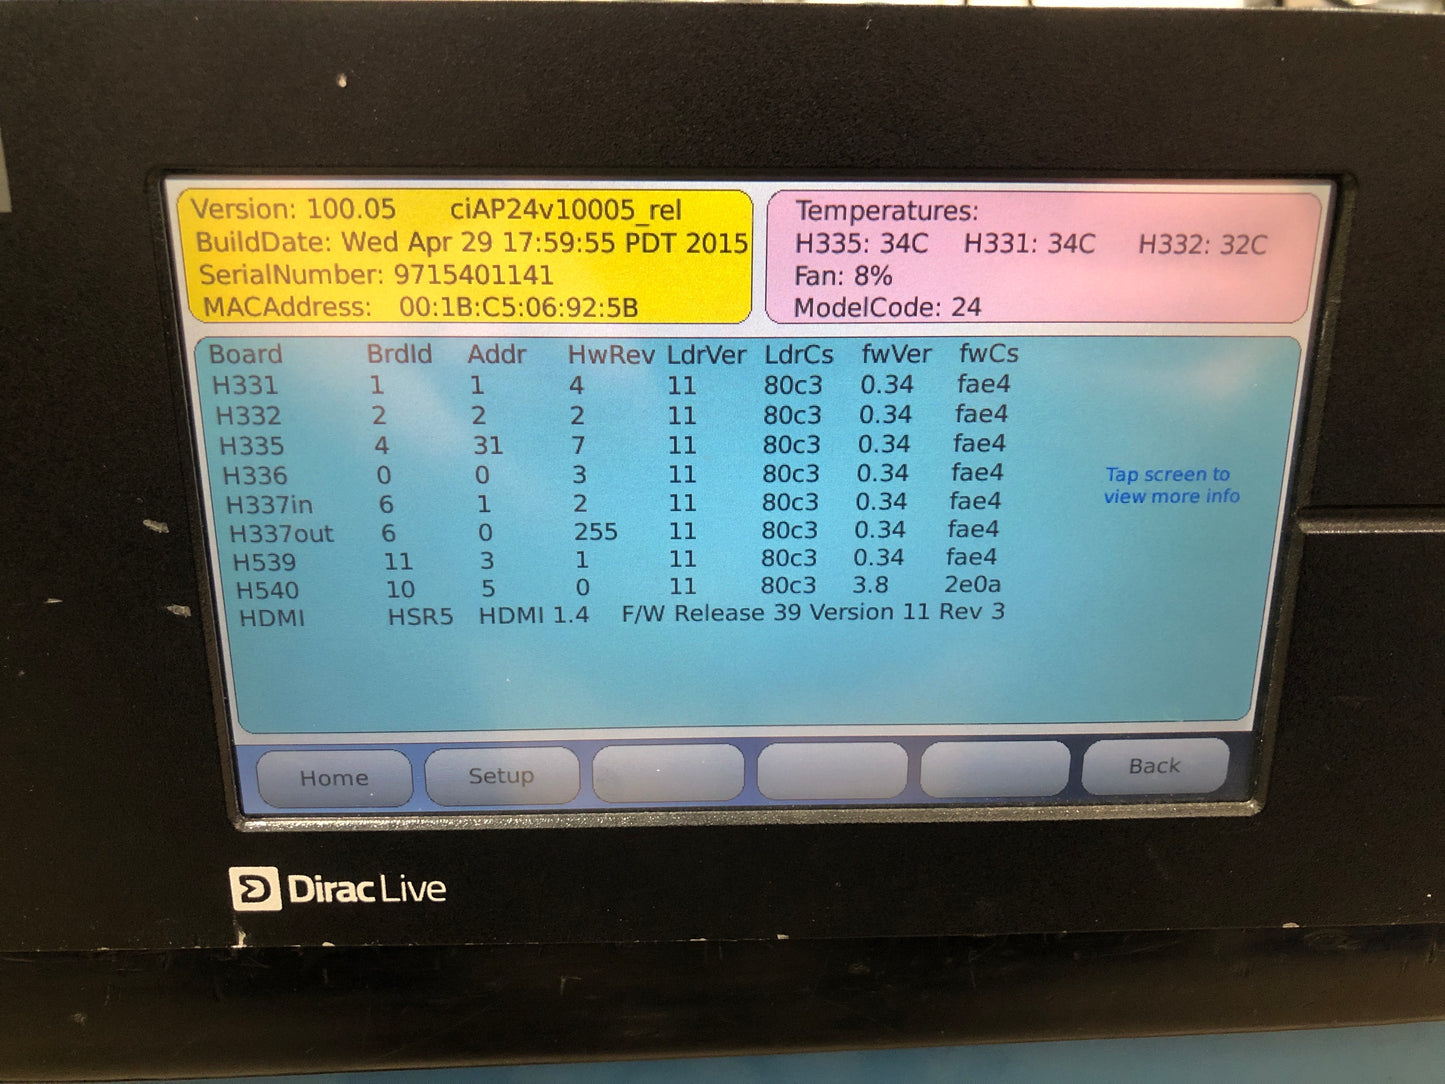 Version: 100.05 ciAP24v10005_rel
BuildDate: Wed Apr 29 17:59:55 PDT 2015
SerialNumber: 9715401141
MACAddress: 00:1B:C5:06:92:5B
Temperatures:
H335: 34C H331: 34C H332: 32C
Fan: 8%
ModelCode: 24
Board BrdId Addr HwRev LdrVer LdrCs fwVer fwCs
H331 1 1 4 11 80c3 0.34 fae4
H332 2 2 2 11 80c3 0.34 fae4
H335 4 31 7 11 80c3 0.34 fae4
H336 0 0 3 11 80c3 0.34 fae4
H337in 6 1 2 11 80c3 0.34 fae4
H337out 6 0 255 11 80c3 0.34 fae4
H539 11 3 1 11 80c3 0.34 fae4
H540 10 5 0 11 80c3 3.8 2e0a
HDMI HSR5 HDMI 1.4 F/W Release 39 Version 11 Rev 3
Tap screen to
view more info
Home Setup Back
Dirac Live